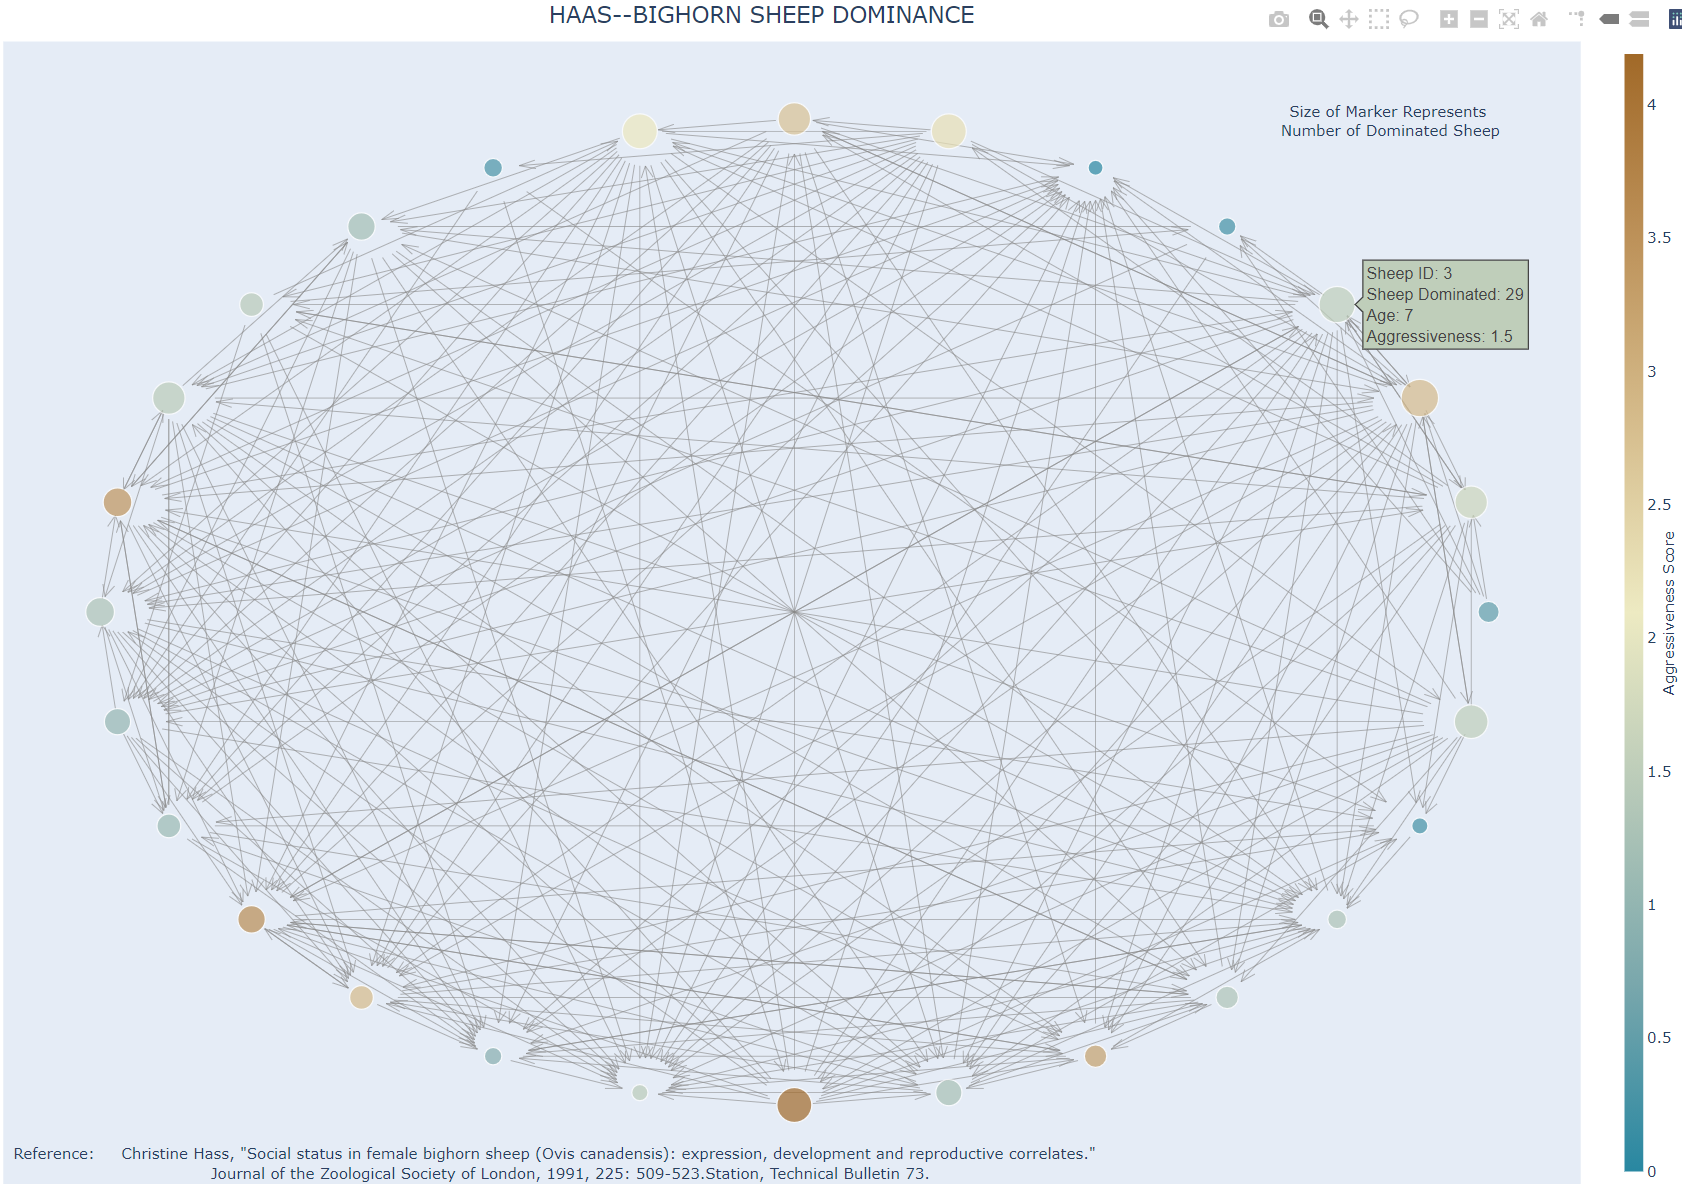 HAAS--BIGHORN SHEEP DOMINANCE
Size of Marker Represents
Number of Dominated Sheep
Sheep ID: 3
Sheep Dominated: 29
Age: 7
Aggressiveness: 1.5
4
3.5
3
2.5
2
1.5
1
0.5
0
Aggressiveness Score
Reference: Christine Hass, "Social status in female bighorn sheep (Ovis canadensis): expression, development and reproductive correlates."
Journal of the Zoological Society of London, 1991, 225: 509-523.Station, Technical Bulletin 73.